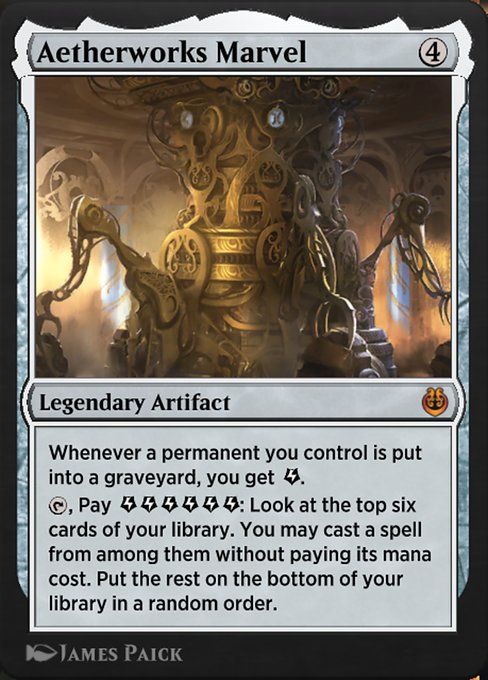 Aetherworks Marvel 4
Legendary Artifact
Whenever a permanent you control is put
into a graveyard, you get .
, Pay : Look at the top six
cards of your library. You may cast a spell
from among them without paying its mana
cost. Put the rest on the bottom of your
library in a random order.
James Paick